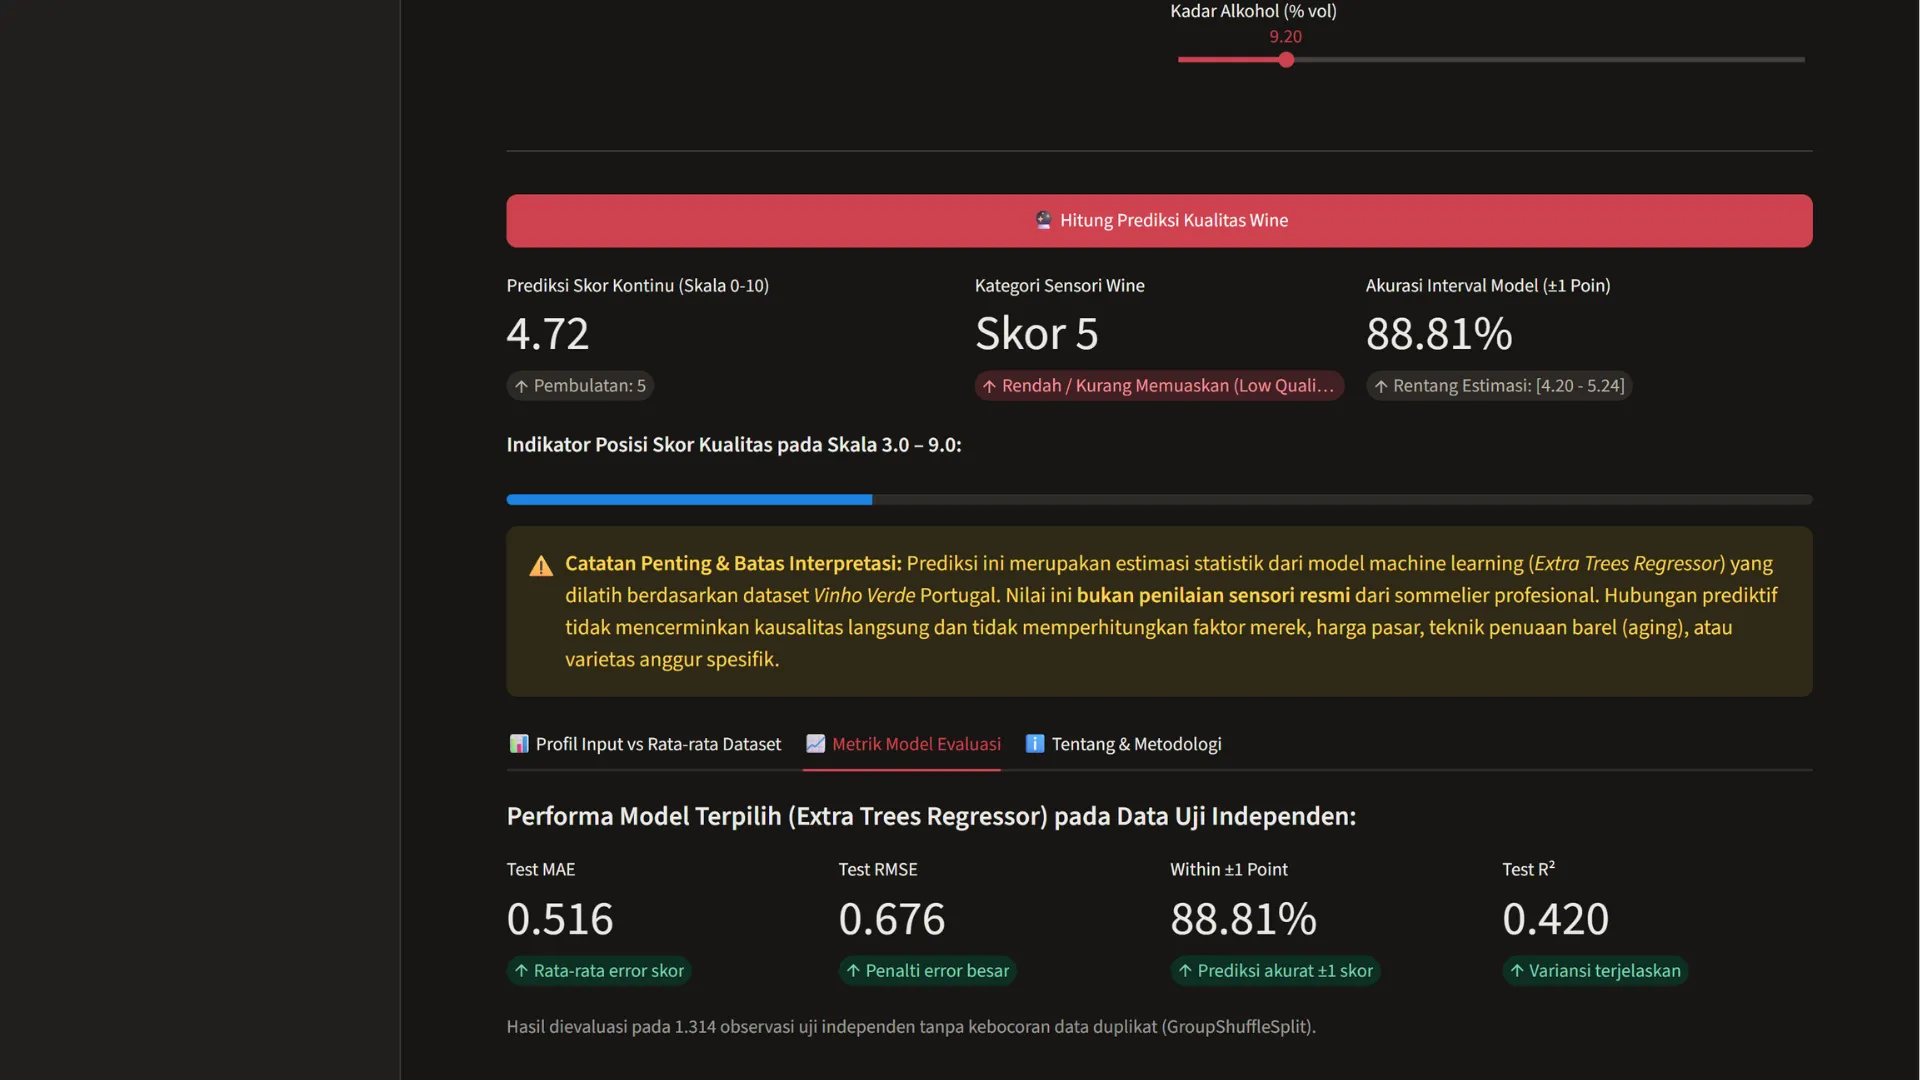 Kadar Alkohol (% vol)
9.20
Hitung Prediksi Kualitas Wine
Prediksi Skor Kontinu (Skala 0-10)
4.72
↑ Pembulatan: 5
Kategori Sensori Wine
Skor 5
↑ Rendah / Kurang Memuaskan (Low Quali…
Akurasi Interval Model (±1 Poin)
88.81%
↑ Rentang Estimasi: [4.20 - 5.24]
Indikator Posisi Skor Kualitas pada Skala 3.0 – 9.0:
Catatan Penting & Batas Interpretasi: Prediksi ini merupakan estimasi statistik dari model machine learning (Extra Trees Regressor) yang
dilatih berdasarkan dataset Vinho Verde Portugal. Nilai ini bukan penilaian sensori resmi dari sommelier profesional. Hubungan prediktif
tidak mencerminkan kausalitas langsung dan tidak memperhitungkan faktor merek, harga pasar, teknik penuaan barel (aging), atau
varietas anggur spesifik.
Profil Input vs Rata-rata Dataset
Metrik Model Evaluasi
Tentang & Metodologi
Performa Model Terpilih (Extra Trees Regressor) pada Data Uji Independen:
Test MAE
0.516
↑ Rata-rata error skor
Test RMSE
0.676
↑ Penalti error besar
Within ±1 Point
88.81%
↑ Prediksi akurat ±1 skor
Test R²
0.420
↑ Variansi terjelaskan
Hasil dievaluasi pada 1.314 observasi uji independen tanpa kebocoran data duplikat (GroupShuffleSplit).